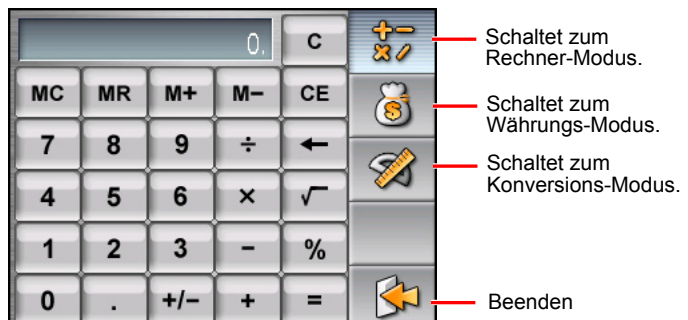 0. C
MC MR M+ M− CE
7 8 9 ÷ ←
4 5 6 × √
1 2 3 − %
0 . +/− + =
Schaltet zum
Rechner-Modus.
Schaltet zum
Währungs-Modus.
Schaltet zum
Konversions-Modus.
Beenden